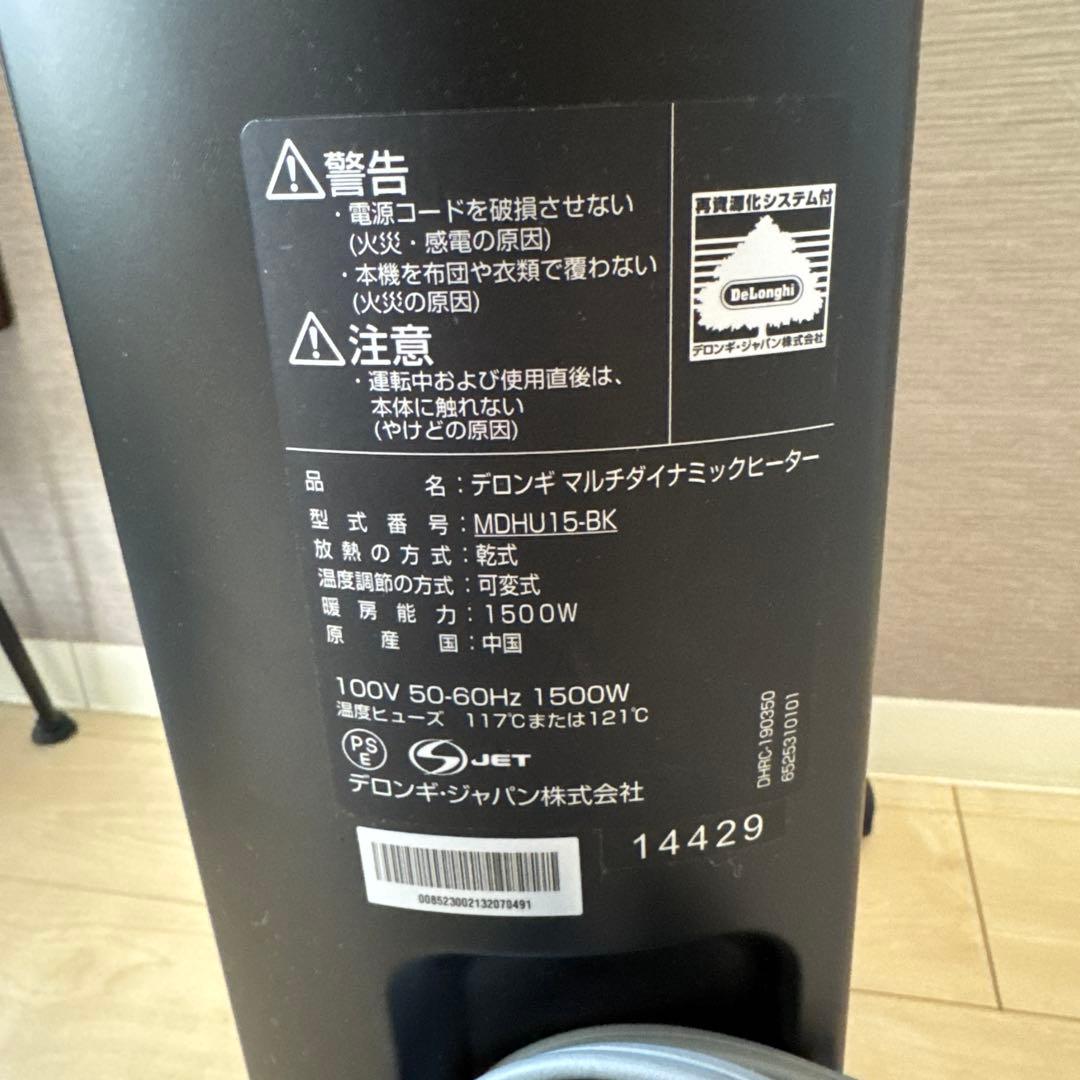 警告
・電源コードを破損させない
(火災・感電の原因)
・本機を布団や衣類で覆わない
(火災の原因)
注意
・運転中および使用直後は、
本体に触れない
(やけどの原因)
再資源化システム付
DeLonghi
デロンギ・ジャパン株式会社
品名：デロンギ マルチダイナミックヒーター
型式番号：MDHU15-BK
放熱の方式：乾式
温度調節の方式：可変式
暖房能力：1500W
原産国：中国
100V 50-60Hz 1500W
温度ヒューズ 117℃または121℃
PSE
S JET
デロンギ・ジャパン株式会社
DHRC-190350
6525310101
14429
008523002132070491